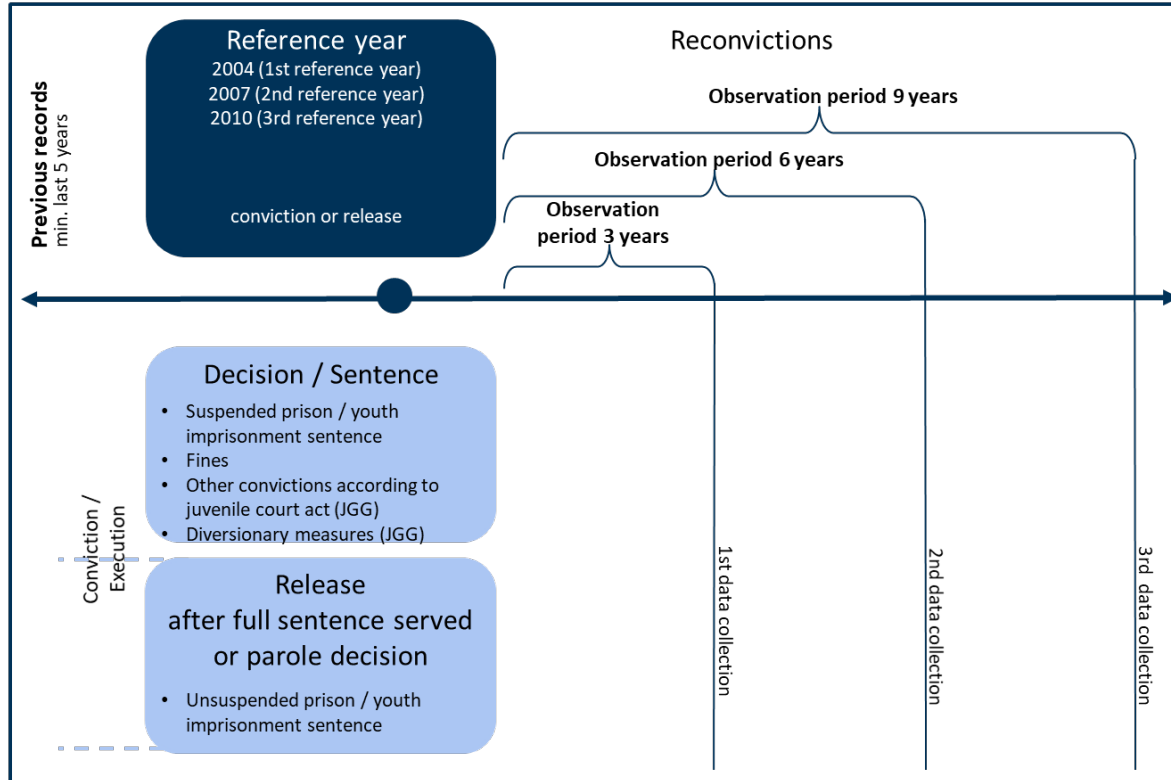 Reference year
2004 (1st reference year)
2007 (2nd reference year)
2010 (3rd reference year)
conviction or release
Reconvictions
Observation period 9 years
Observation period 6 years
Observation
period 3 years
Previous records
min. last 5 years
Decision / Sentence
• Suspended prison / youth
imprisonment sentence
• Fines
• Other convictions according to
juvenile court act (JGG)
• Diversionary measures (JGG)
Conviction /
Execution
Release
after full sentence served
or parole decision
• Unsuspended prison / youth
imprisonment sentence
1st data collection
2nd data collection
3rd data collection